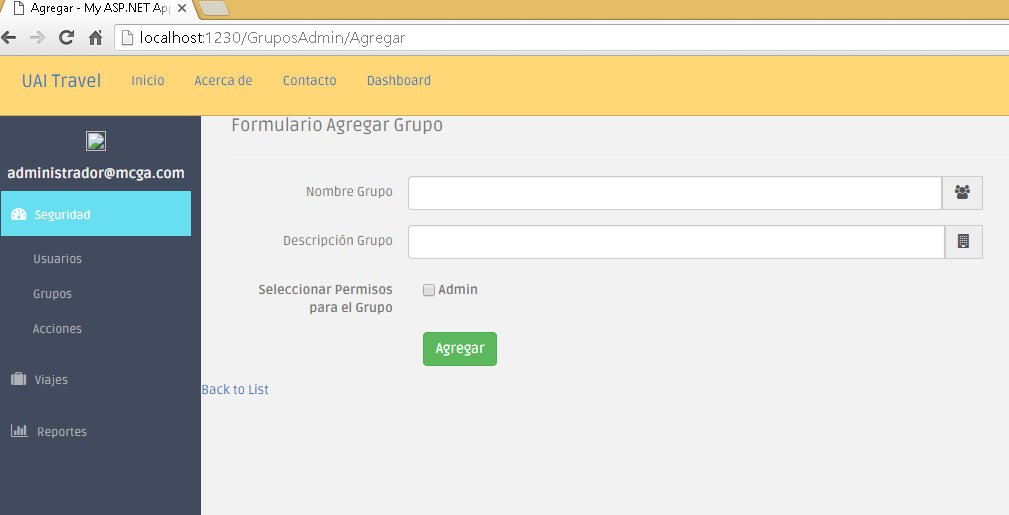 Agregar - My ASP.NET App
localhost:1230/GruposAdmin/Agregar
UAI Travel Inicio Acerca de Contacto Dashboard
administrador@mcga.com
Seguridad
Usuarios
Grupos
Acciones
Viajes
Reportes
Formulario Agregar Grupo
Nombre Grupo
Descripción Grupo
Seleccionar Permisos
para el Grupo
Admin
Agregar
Back to List